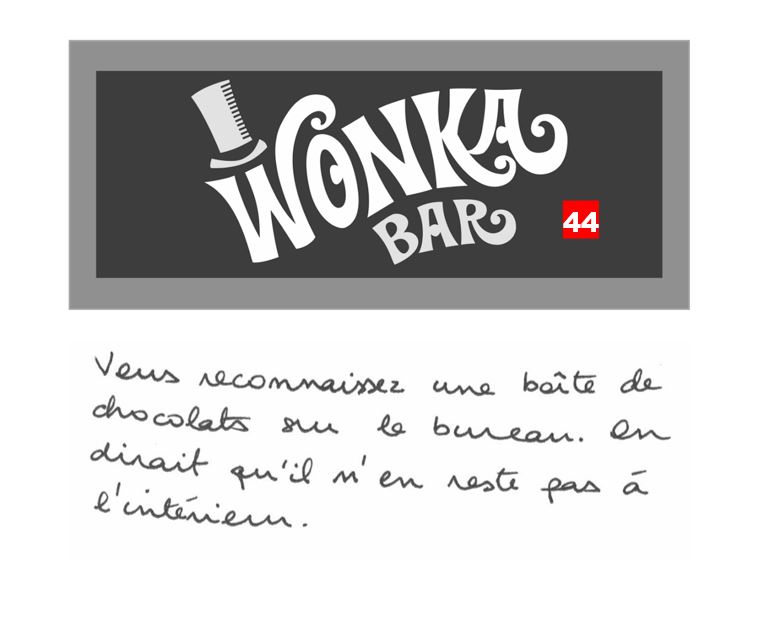 WONKA
BAR
44
Vous reconnaissez une boîte de
chocolats sur le bureau. On
dirait qu'il n'en reste pas à
l'intérieur.